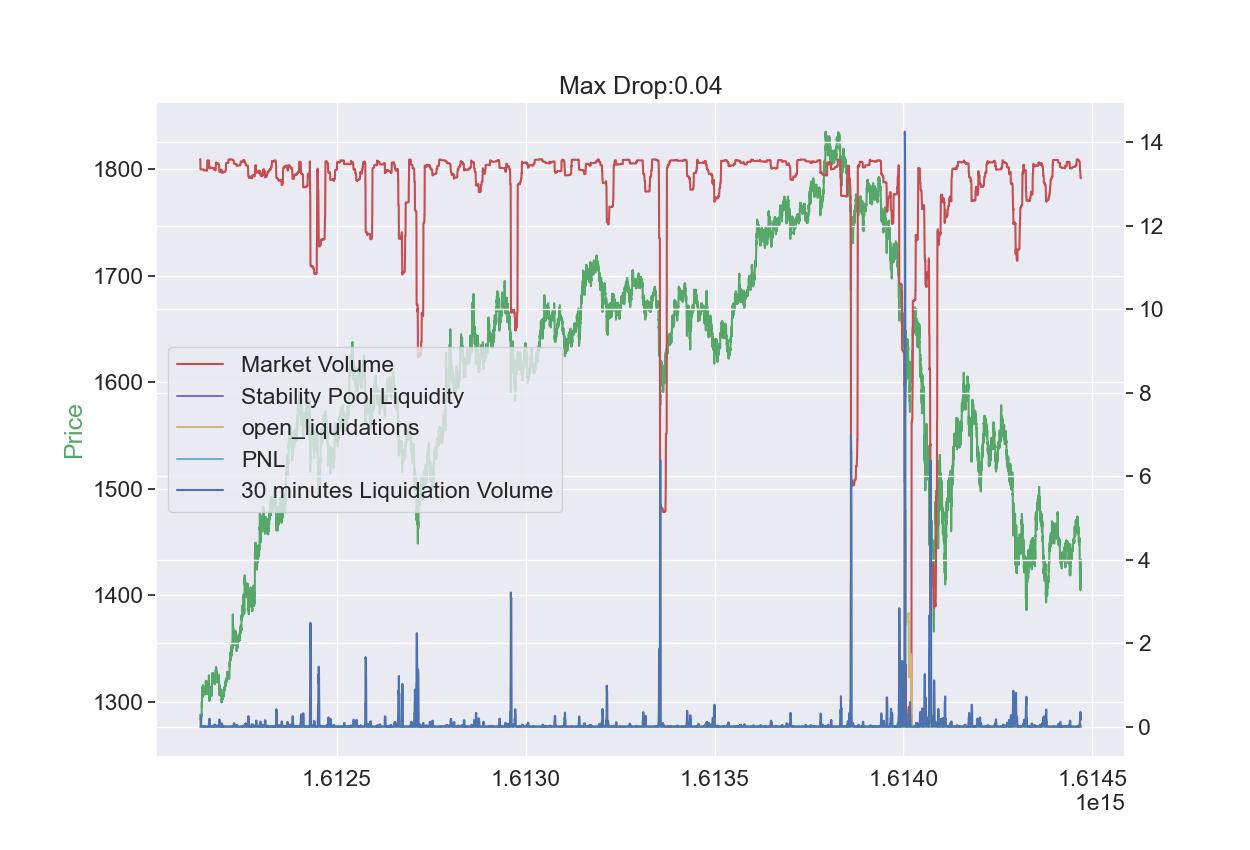 Max Drop:0.04
1800
1700
1600
1500
1400
1300
Price
14
12
10
8
6
4
2
0
Market Volume
Stability Pool Liquidity
open_liquidations
PNL
30 minutes Liquidation Volume
1.6125 1.6130 1.6135 1.6140 1.6145
1e15